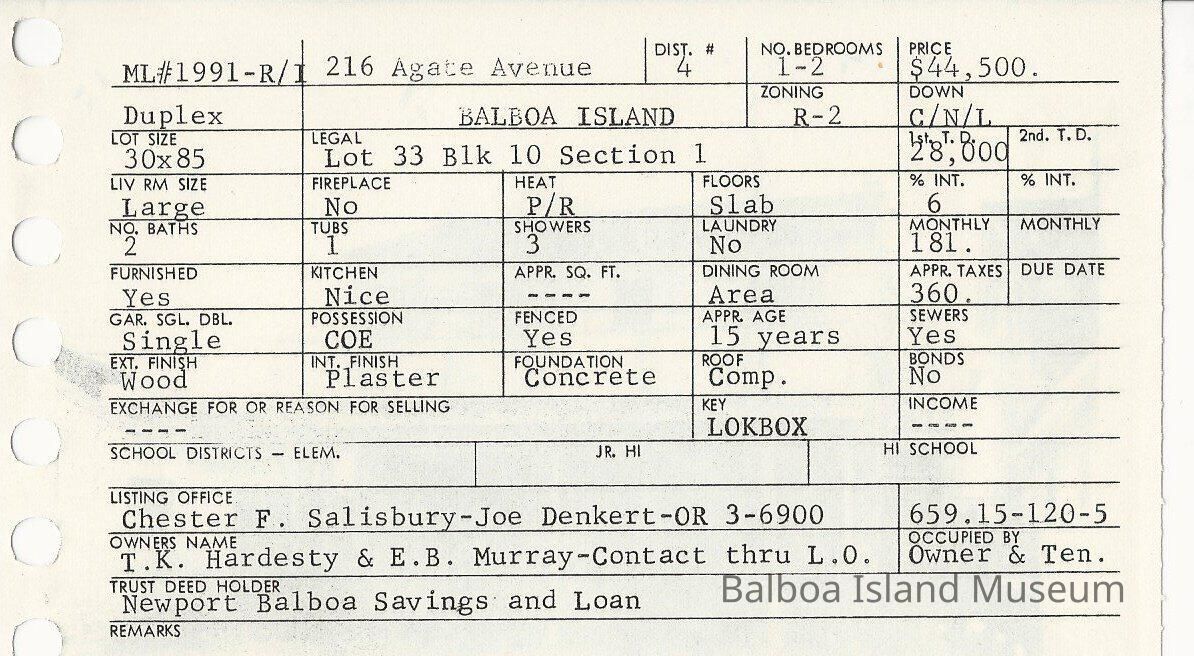 DIST. # NO. BEDROOMS PRICE
ML#1991-R/I 216 Agate Avenue 4 1-2 $44,500.
ZONING DOWN
Duplex BALBOA ISLAND R-2 C/N/L
LOT SIZE LEGAL 1st. T. D. 2nd. T. D.
30x85 Lot 33 Blk 10 Section 1 28,000
LIV RM SIZE FIREPLACE HEAT FLOORS % INT. % INT.
Large No P/R Slab 6
NO. BATHS TUBS SHOWERS LAUNDRY MONTHLY MONTHLY
2 1 3 No 181.
FURNISHED KITCHEN APPR. SQ. FT. DINING ROOM APPR. TAXES DUE DATE
Yes Nice ---- Area 360.
GAR. SGL. DBL. POSSESSION FENCED APPR. AGE SEWERS
Single COE Yes 15 years Yes
EXT. FINISH INT. FINISH FOUNDATION ROOF BONDS
Wood Plaster Concrete Comp. No
EXCHANGE FOR OR REASON FOR SELLING KEY INCOME
---- LOKBOX ----
SCHOOL DISTRICTS — ELEM. JR. HI HI SCHOOL
LISTING OFFICE
Chester F. Salisbury-Joe Denkert-OR 3-6900 659.15-120-5
OWNERS NAME OCCUPIED BY
T.K. Hardesty & E.B. Murray-Contact thru L.O. Owner & Ten.
TRUST DEED HOLDER
Newport Balboa Savings and Loan
Balboa Island Museum
REMARKS